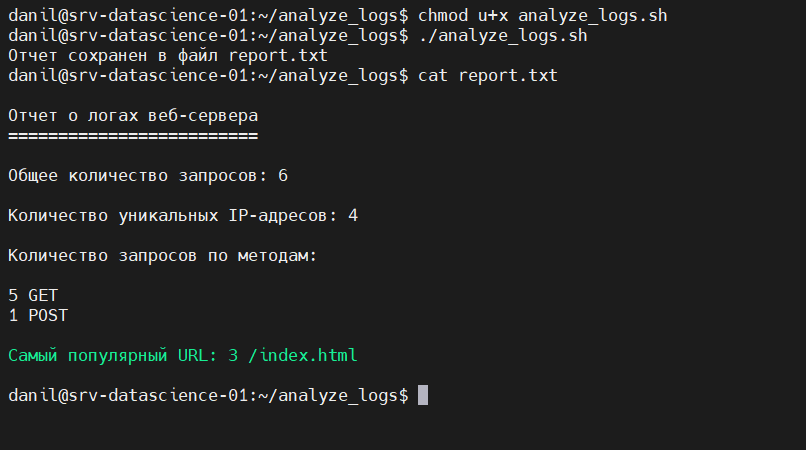 danil@srv-datascience-01:~/analyze_logs$ chmod u+x analyze_logs.sh
danil@srv-datascience-01:~/analyze_logs$ ./analyze_logs.sh
Отчет сохранен в файл report.txt
danil@srv-datascience-01:~/analyze_logs$ cat report.txt
Отчет о логах веб-сервера
=========================
Общее количество запросов: 6
Количество уникальных IP-адресов: 4
Количество запросов по методам:
5 GET
1 POST
Самый популярный URL: 3 /index.html
danil@srv-datascience-01:~/analyze_logs$